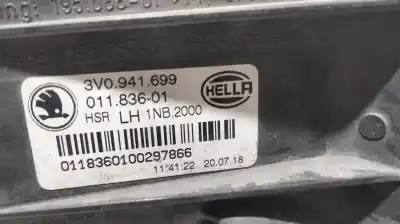 3V0.941.699
011.836-01
HELLA
HSR LH 1NB.2000
0118360100297866
11:41:22 20.07.18